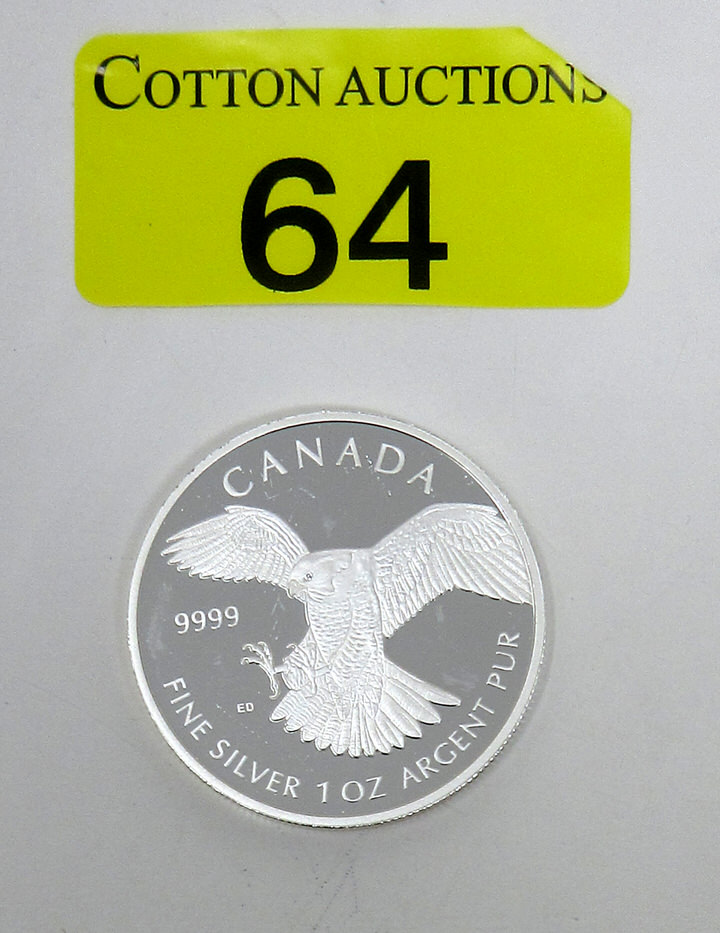 COTTON AUCTIONS
64
CANADA
9999
ED
FINE SILVER 1 OZ ARGENT PUR